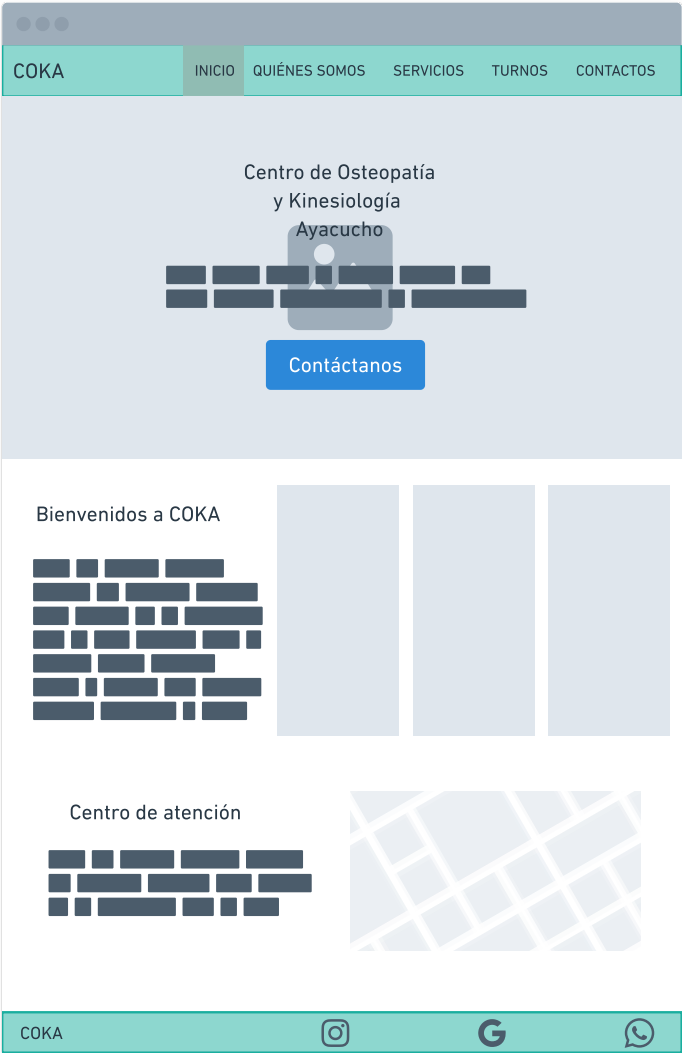 COKA
INICIO
QUIÉNES SOMOS
SERVICIOS
TURNOS
CONTACTOS
Centro de Osteopatía
y Kinesiología
Ayacucho
Contáctanos
Bienvenidos a COKA
Centro de atención
COKA